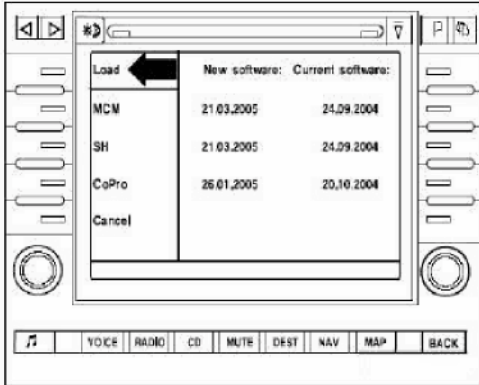 Load New software: Current software:
MCM 21.03.2005 24.09.2004
SH 21.03.2005 24.09.2004
CoPro 26.01.2005 20.10.2004
Cancel
VOICE RADIO CD MUTE DEST NAV MAP BACK